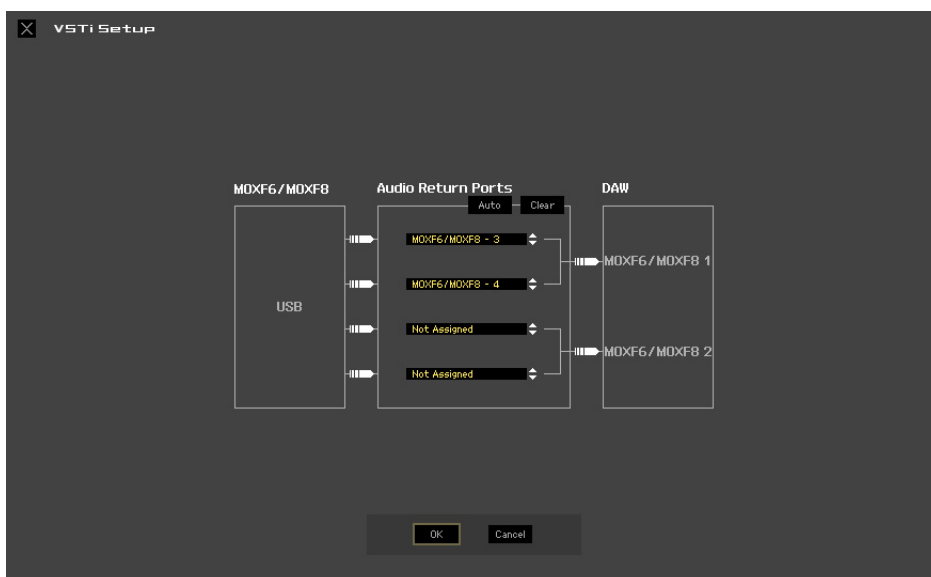 VSTi Setup
MOXF6/MOXF8
Audio Return Ports
DAW
Auto
Clear
MOXF6/MOXF8 - 3
MOXF6/MOXF8 1
MOXF6/MOXF8 - 4
USB
Not Assigned
MOXF6/MOXF8 2
Not Assigned
OK
Cancel